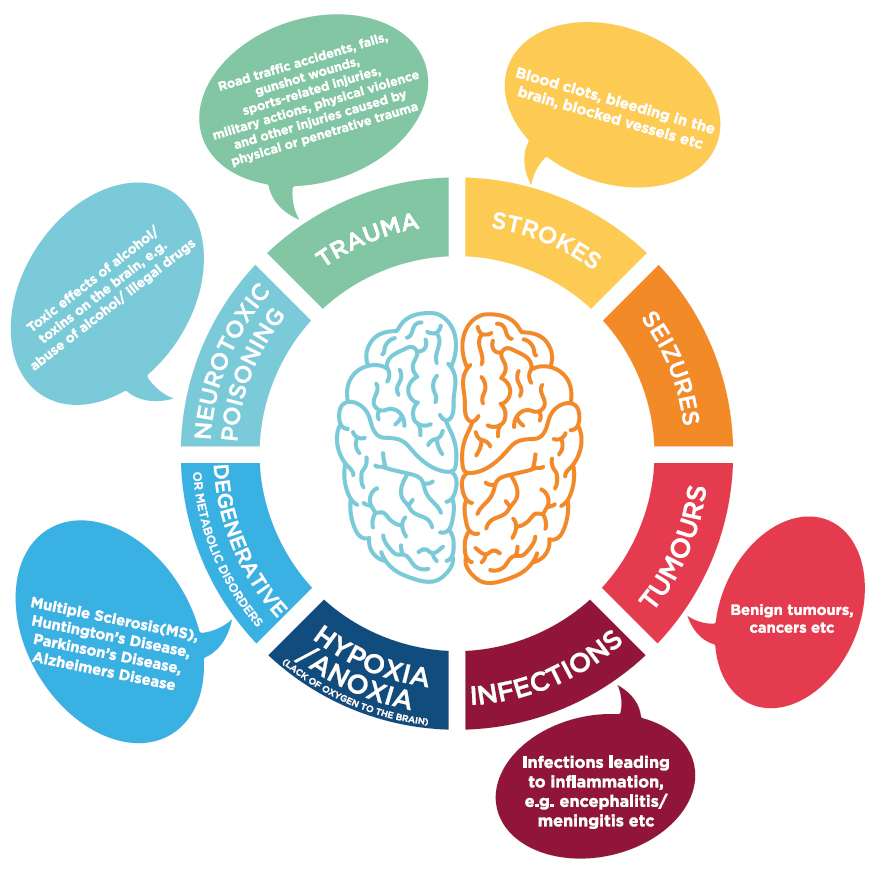 Road traffic accidents, falls,
gunshot wounds,
sports-related injuries,
military actions, physical violence
and other injuries caused by
physical or penetrative trauma
TRAUMA
Blood clots, bleeding in the
brain, blocked vessels etc
STROKES
SEIZURES
TUMOURS
Benign tumours,
cancers etc
INFECTIONS
Infections leading
to inflammation,
e.g. encephalitis/
meningitis etc
HYPOXIA
/ANOXIA
(LACK OF OXYGEN TO THE BRAIN)
DEGENERATIVE
OR METABOLIC DISORDERS
Multiple Sclerosis(MS),
Huntington's Disease,
Parkinson's Disease,
Alzheimers Disease
NEUROTOXIC
POISONING
Toxic effects of alcohol/
toxins on the brain, e.g.
abuse of alcohol/ illegal drugs